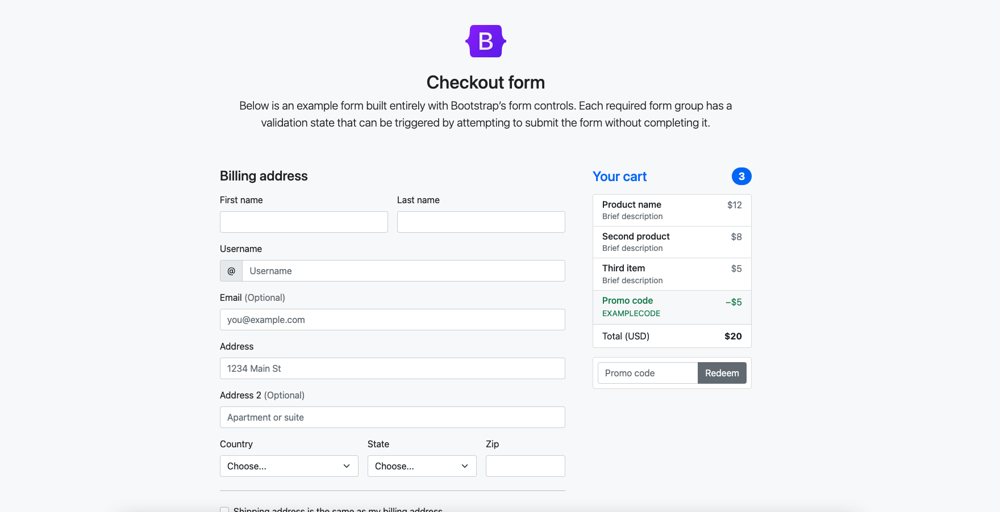 B
Checkout form
Below is an example form built entirely with Bootstrap’s form controls. Each required form group has a
validation state that can be triggered by attempting to submit the form without completing it.
Billing address
First name
Last name
Username
@ Username
Email (Optional)
you@example.com
Address
1234 Main St
Address 2 (Optional)
Apartment or suite
Country
State
Zip
Choose...
Choose...
Shipping address is the same as my billing address
Your cart
3
Product name $12
Brief description
Second product $8
Brief description
Third item $5
Brief description
Promo code −$5
EXAMPLECODE
Total (USD) $20
Promo code
Redeem